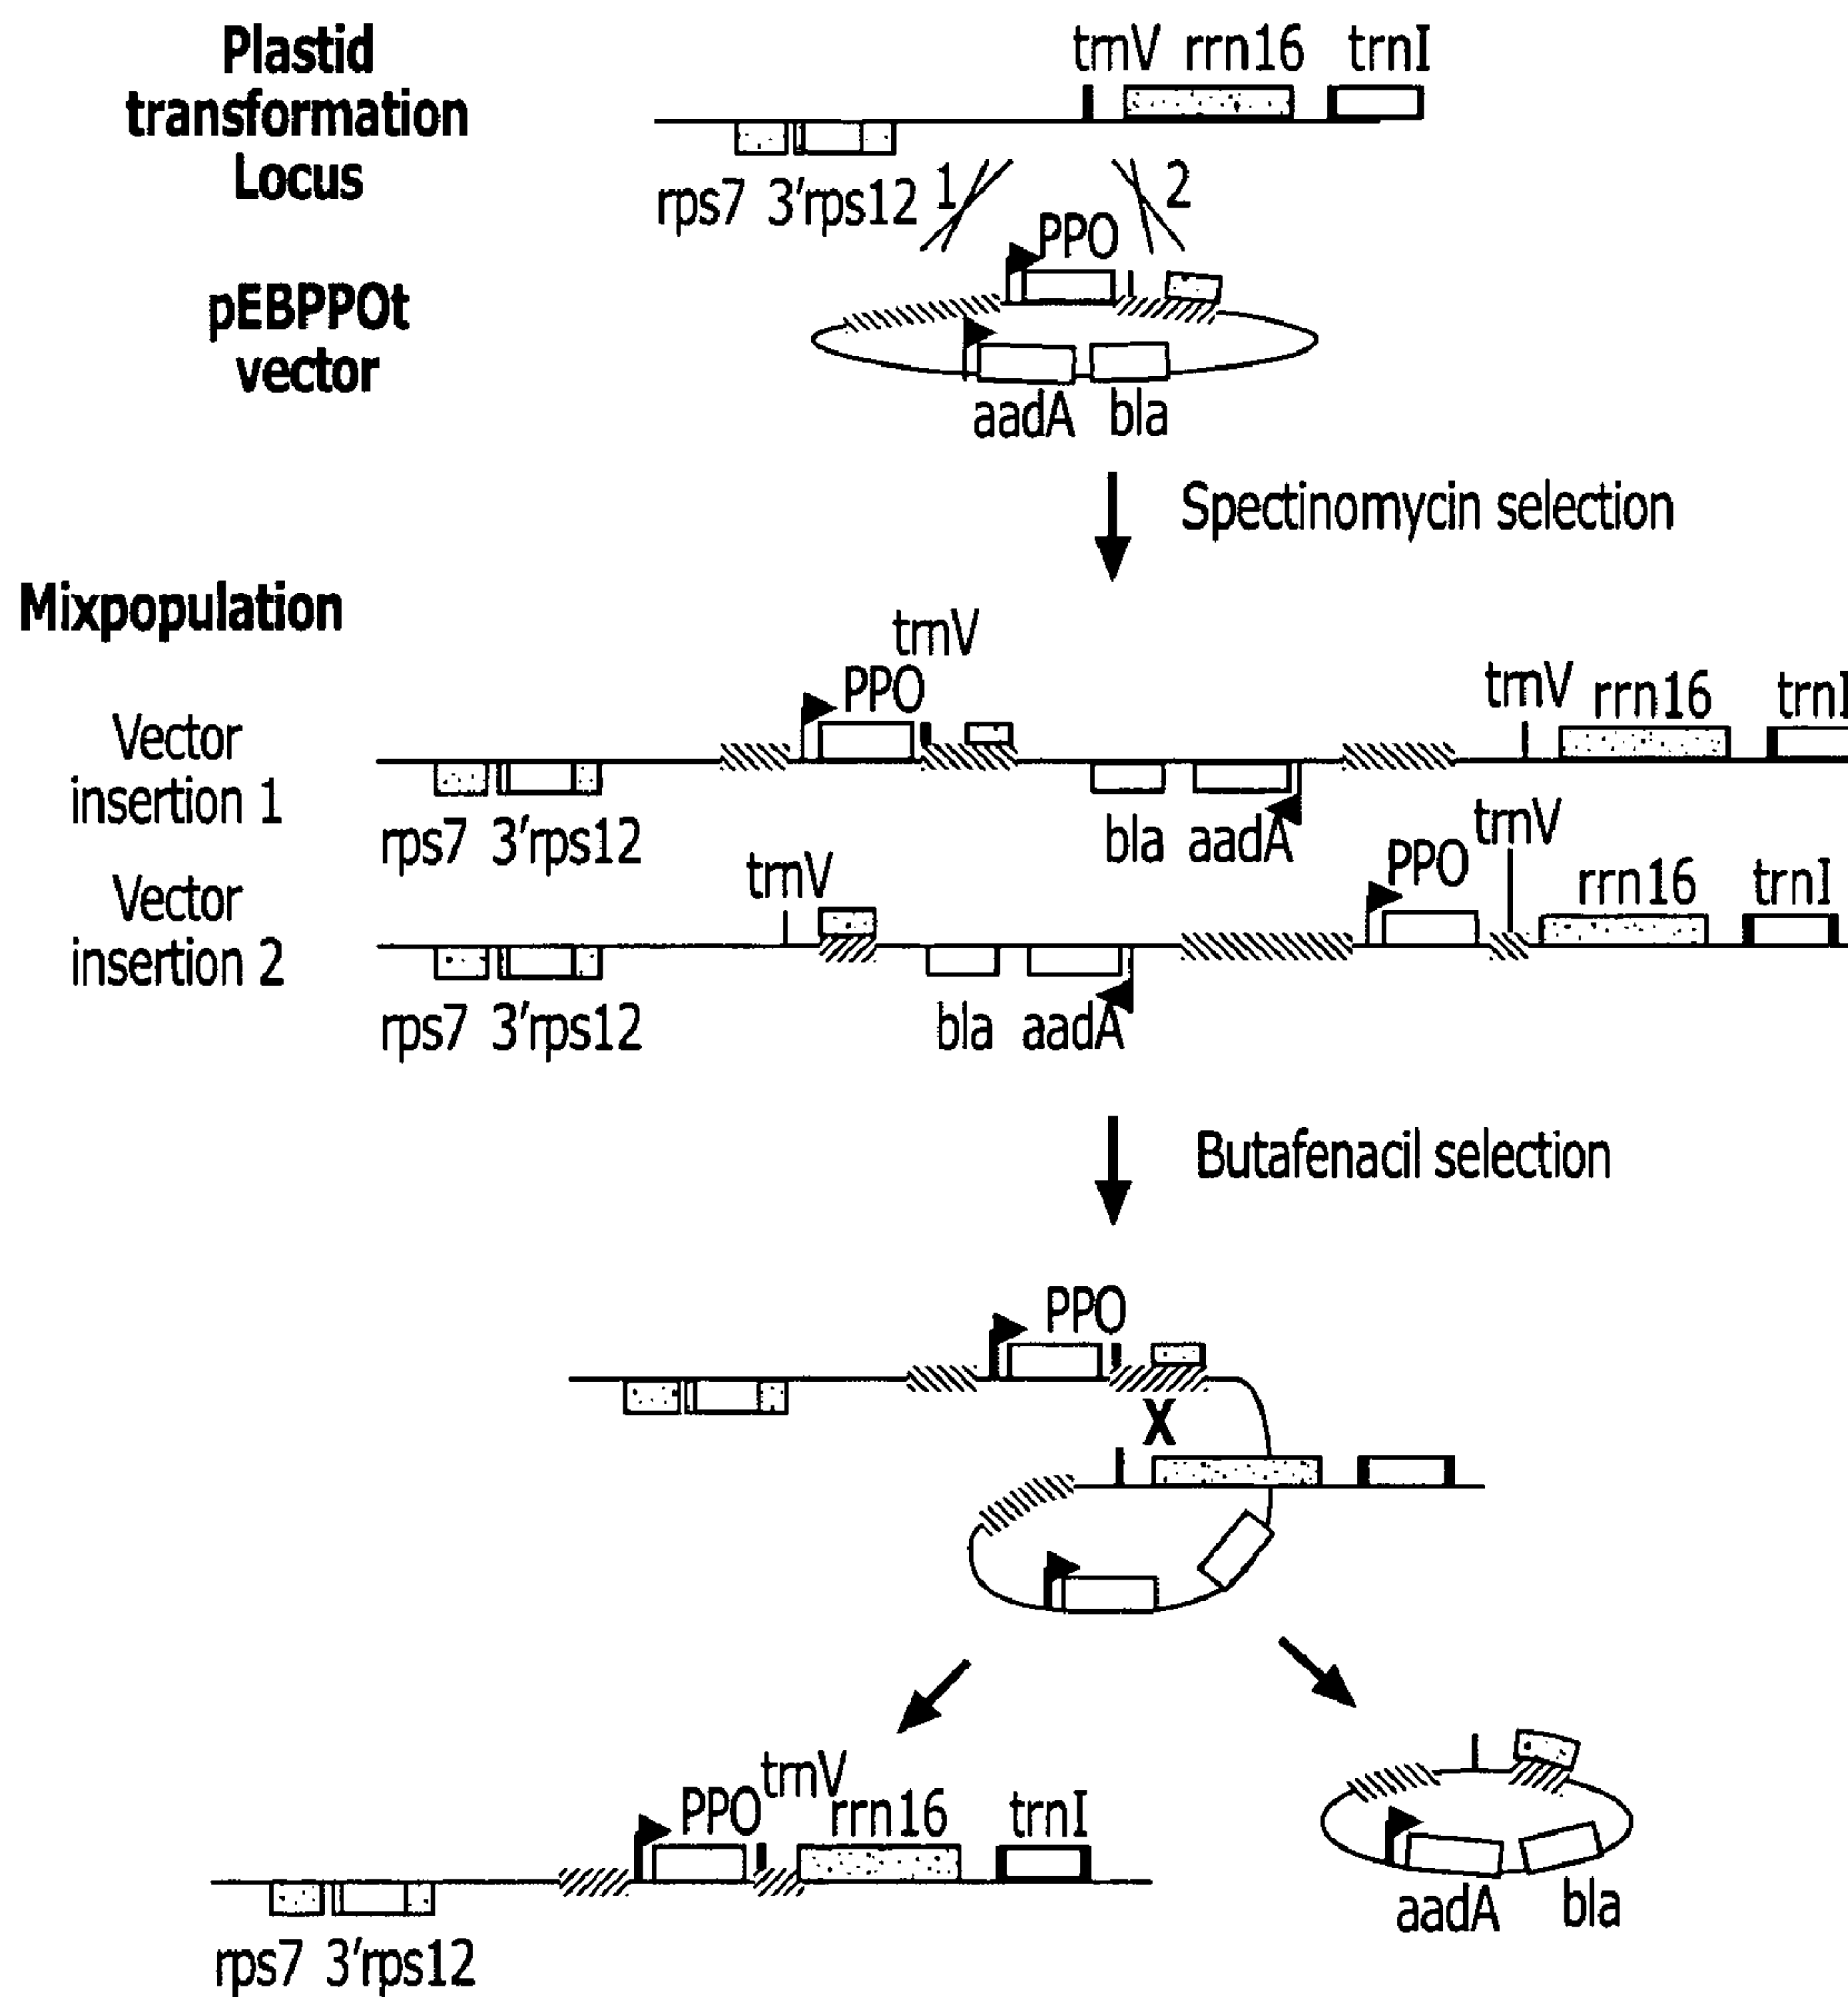 Plastid
transformation
Locus
trnV rrn16 trnI
rps7 3'rps12
1
2
pEBPPOt
vector
PPO
aadA bla
Spectinomycin selection
Mixpopulation
Vector
insertion 1
trnV
PPO
trnV rrn16 trnI
rps7 3'rps12
bla aadA
Vector
insertion 2
trnV
PPO
trnV
rrn16 trnI
rps7 3'rps12
bla aadA
Butafenacil selection
PPO
X
PPO trnV
rrn16 trnI
rps7 3'rps12
aadA bla